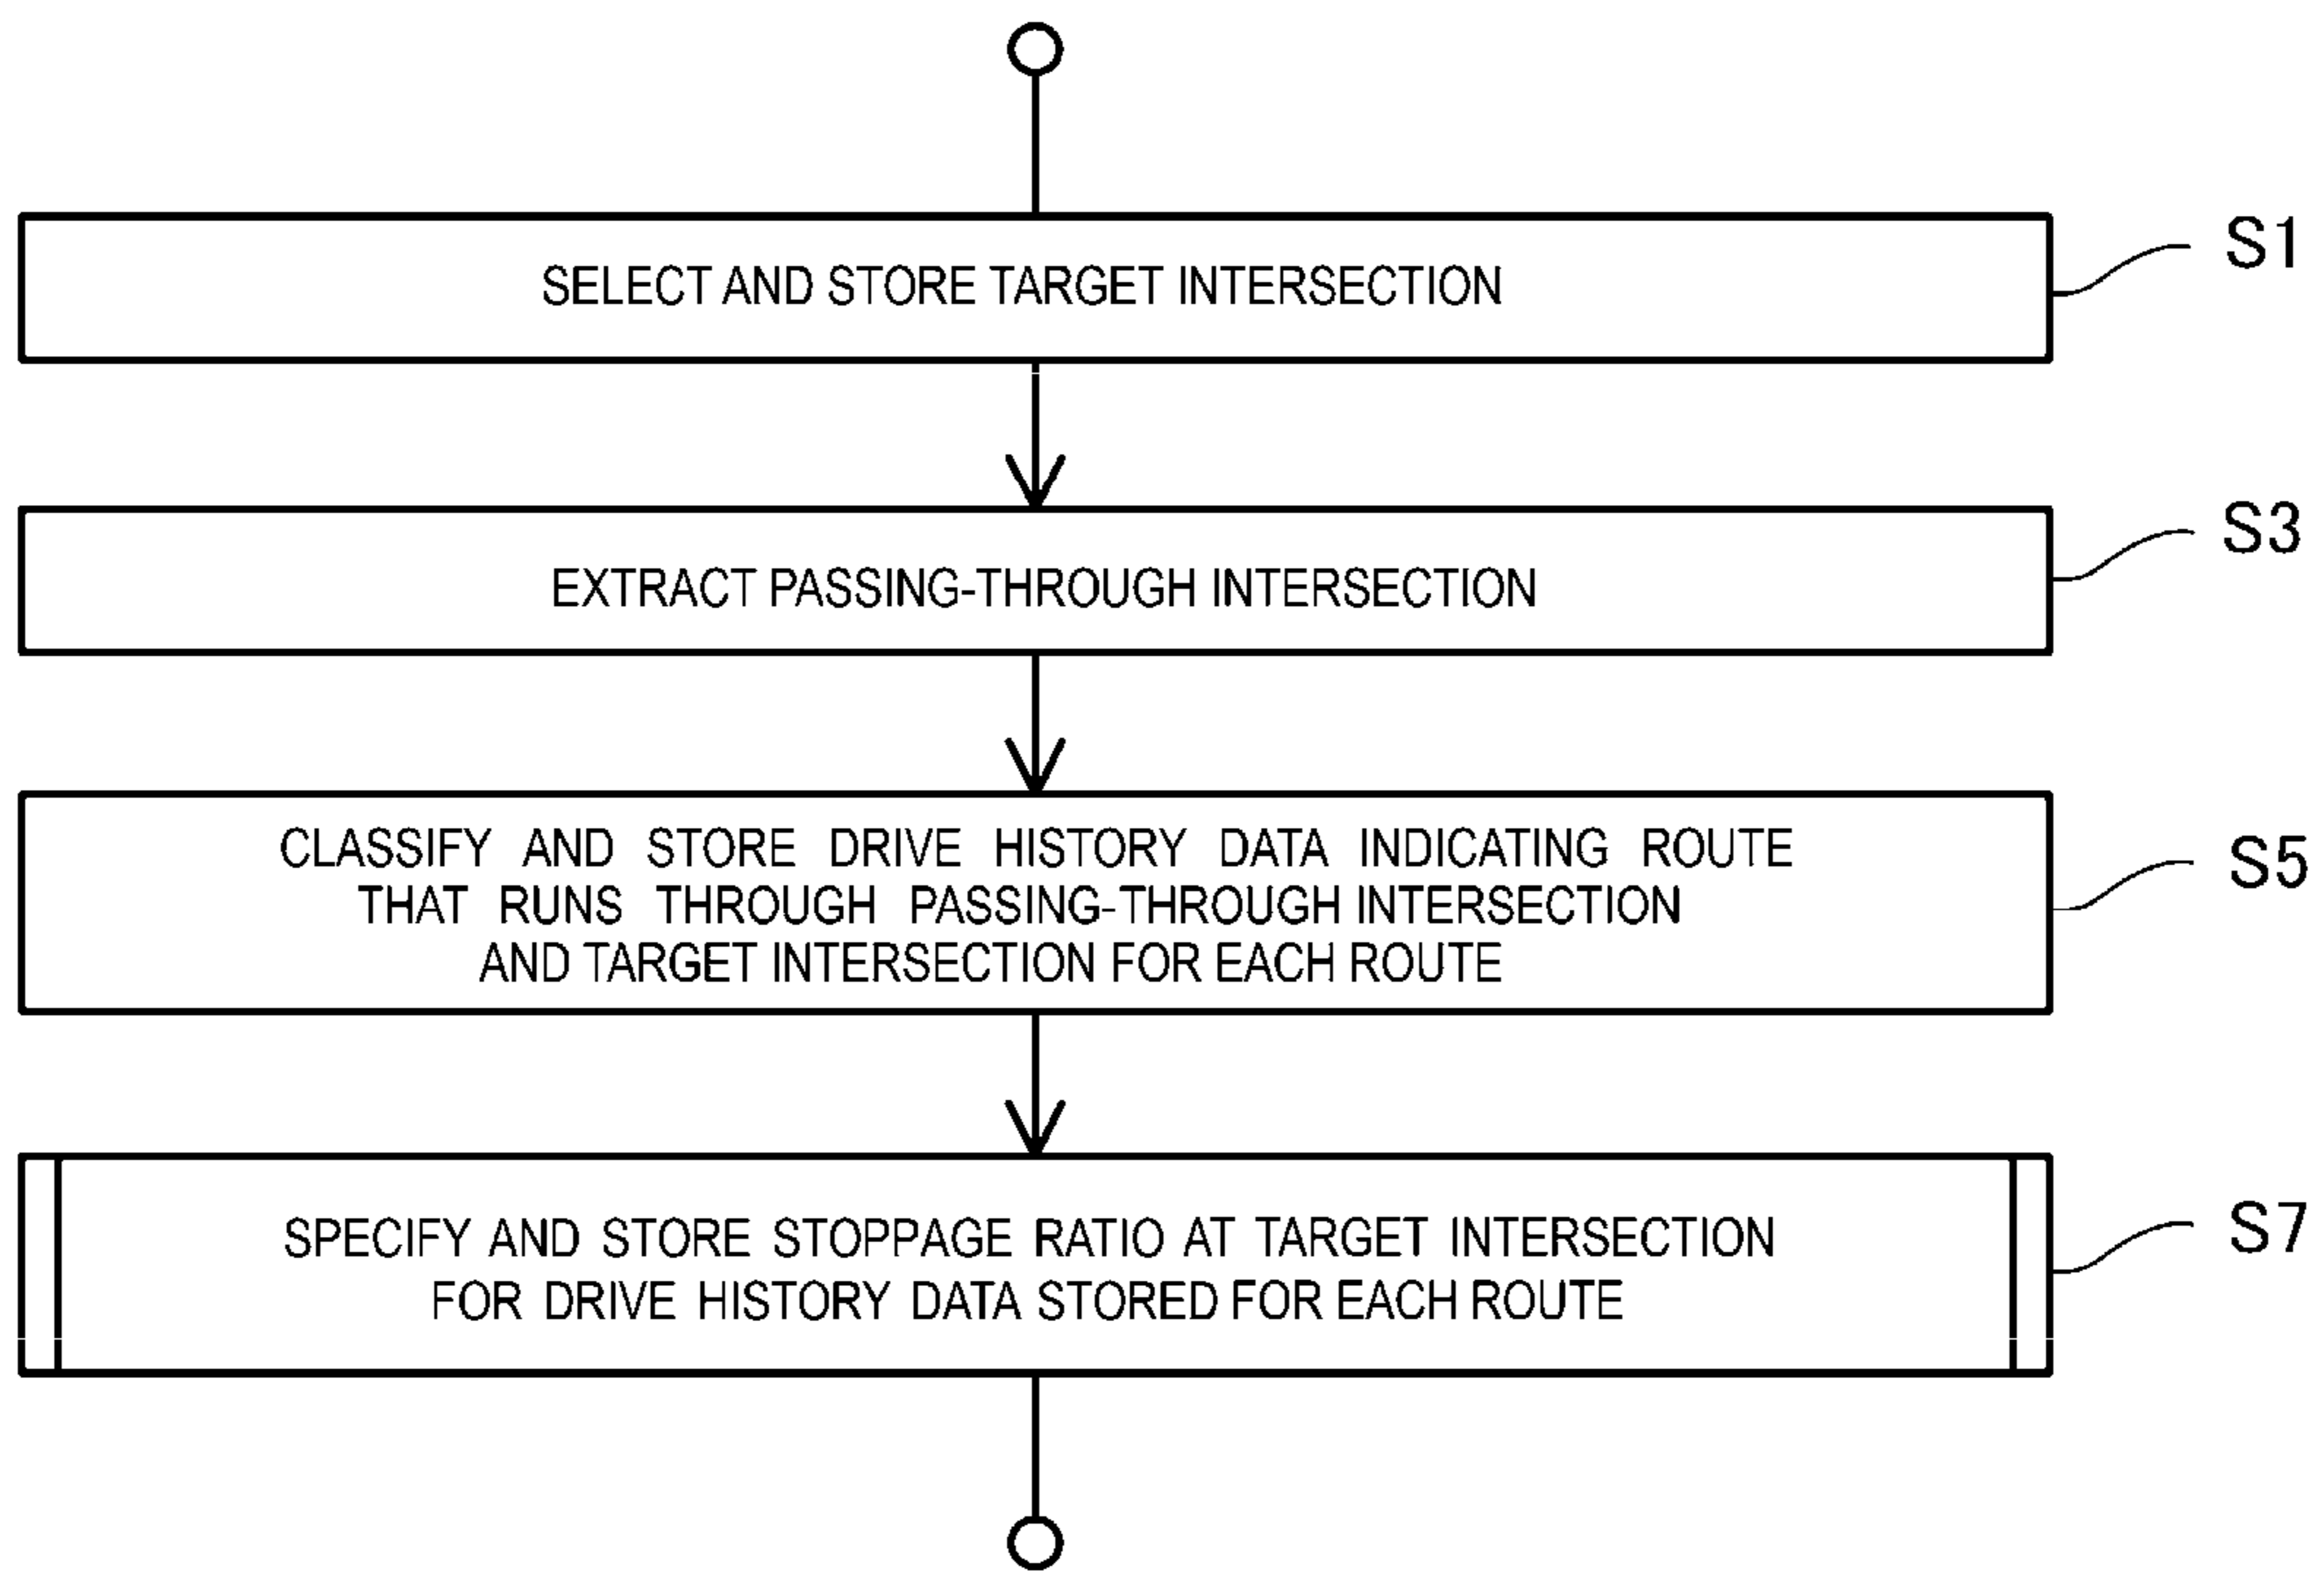 SELECT AND STORE TARGET INTERSECTION
S1
EXTRACT PASSING-THROUGH INTERSECTION
S3
CLASSIFY AND STORE DRIVE HISTORY DATA INDICATING ROUTE
THAT RUNS THROUGH PASSING-THROUGH INTERSECTION
AND TARGET INTERSECTION FOR EACH ROUTE
S5
SPECIFY AND STORE STOPPAGE RATIO AT TARGET INTERSECTION
FOR DRIVE HISTORY DATA STORED FOR EACH ROUTE
S7